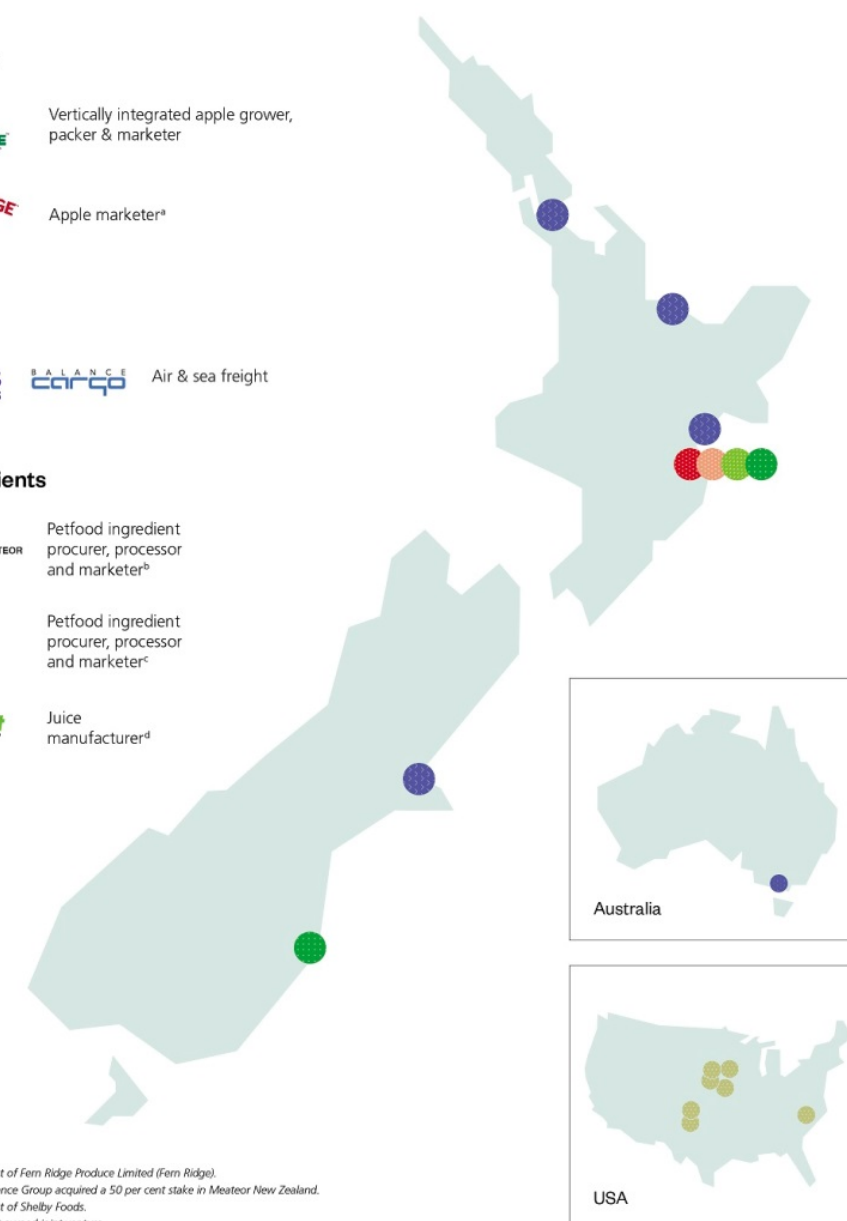 Vertically integrated apple grower,
packer & marketer
Apple marketerᵃ
BALANCE
cargo
Air & sea freight
Petfood ingredient
procurer, processor
and marketerᵇ
Petfood ingredient
procurer, processor
and marketerᶜ
Juice
manufacturerᵈ
Australia
USA
of Fern Ridge Produce Limited (Fern Ridge).
Group acquired a 50 per cent stake in Meateor New Zealand.
of Shelby Foods.